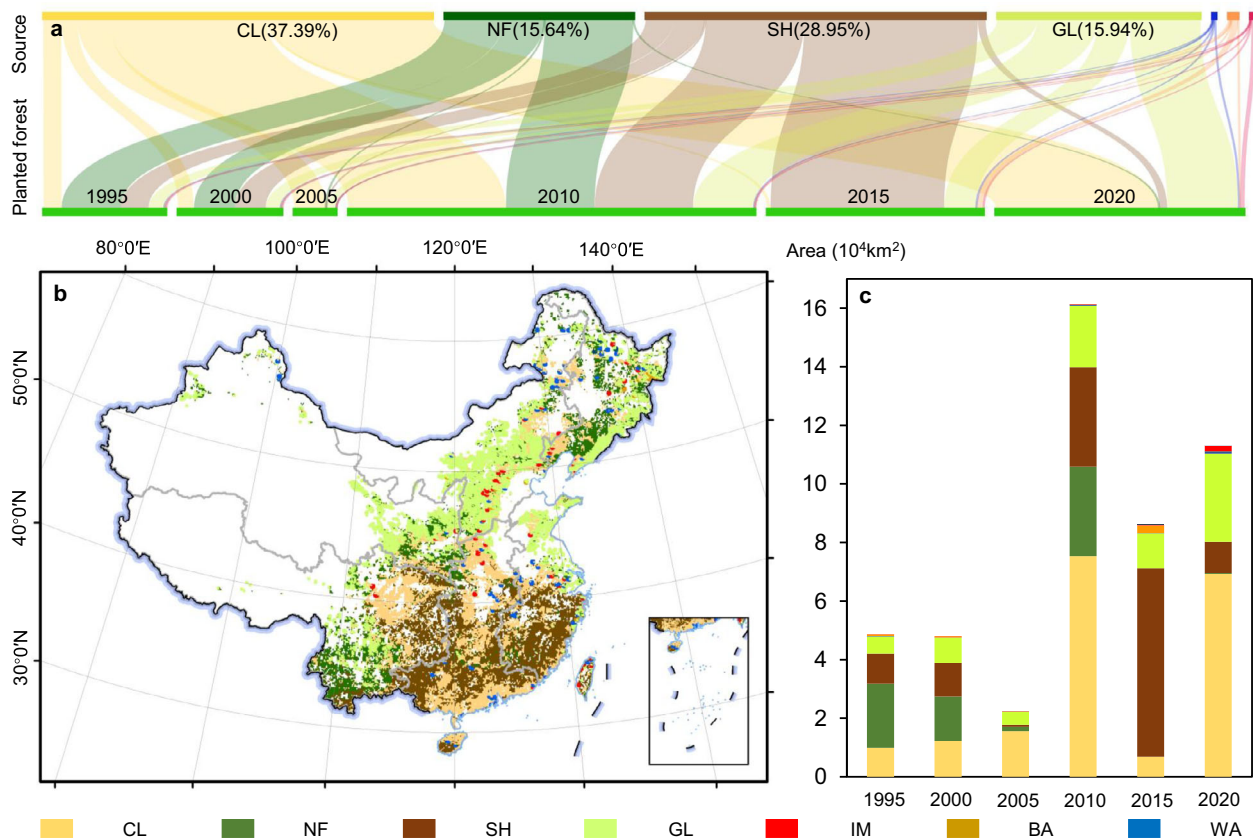 a
Source
CL(37.39%) NF(15.64%) SH(28.95%) GL(15.94%)
Planted forest
1995 2000 2005 2010 2015 2020
80°0′E 100°0′E 120°0′E 140°0′E
b
50°0′N
40°0′N
30°0′N
Area (10⁴km²)
c
16
14
12
10
8
6
4
2
0
1995 2000 2005 2010 2015 2020
CL NF SH GL IM BA WA